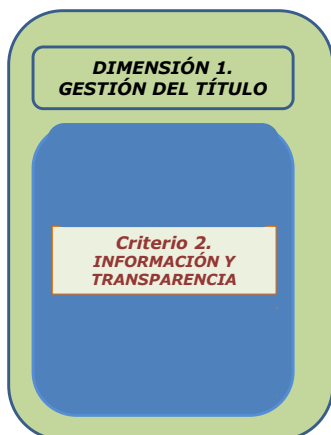 DIMENSIÓN 1.
GESTIÓN DEL TÍTULO
Criterio 2.
INFORMACIÓN Y
TRANSPARENCIA